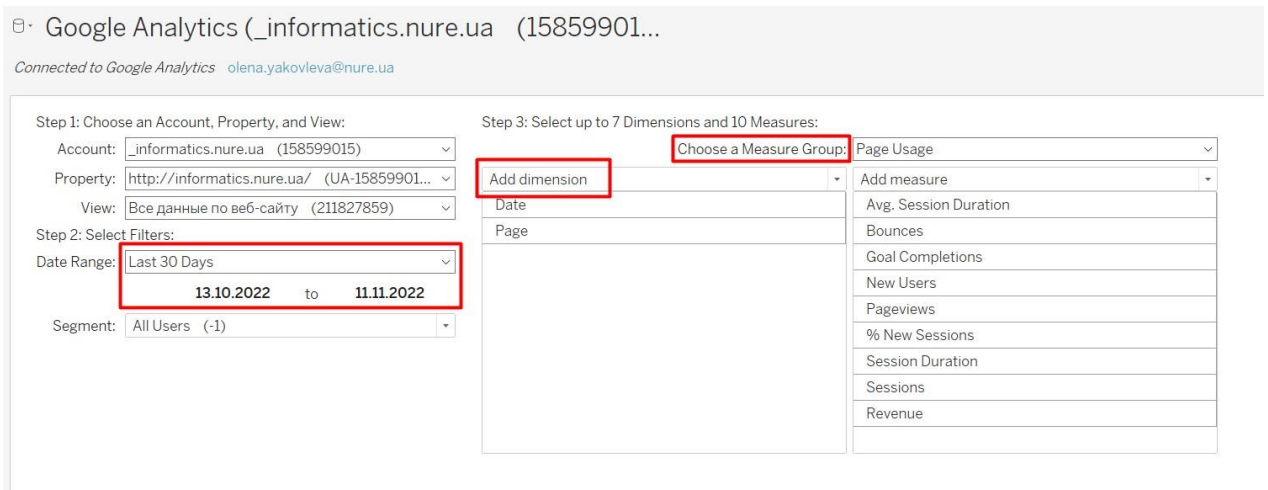 Google Analytics (_informatics.nure.ua (15859901...
Connected to Google Analytics olena.yakovleva@nure.ua
Step 1: Choose an Account, Property, and View:
Account: _informatics.nure.ua (158599015)
Property: http://informatics.nure.ua/ (UA-15859901...
View: Все данные по веб-сайту (211827859)
Step 2: Select Filters:
Date Range: Last 30 Days
13.10.2022 to 11.11.2022
Segment: All Users (-1)
Step 3: Select up to 7 Dimensions and 10 Measures:
Choose a Measure Group: Page Usage
Add dimension
Date
Page
Add measure
Avg. Session Duration
Bounces
Goal Completions
New Users
Pageviews
% New Sessions
Session Duration
Sessions
Revenue